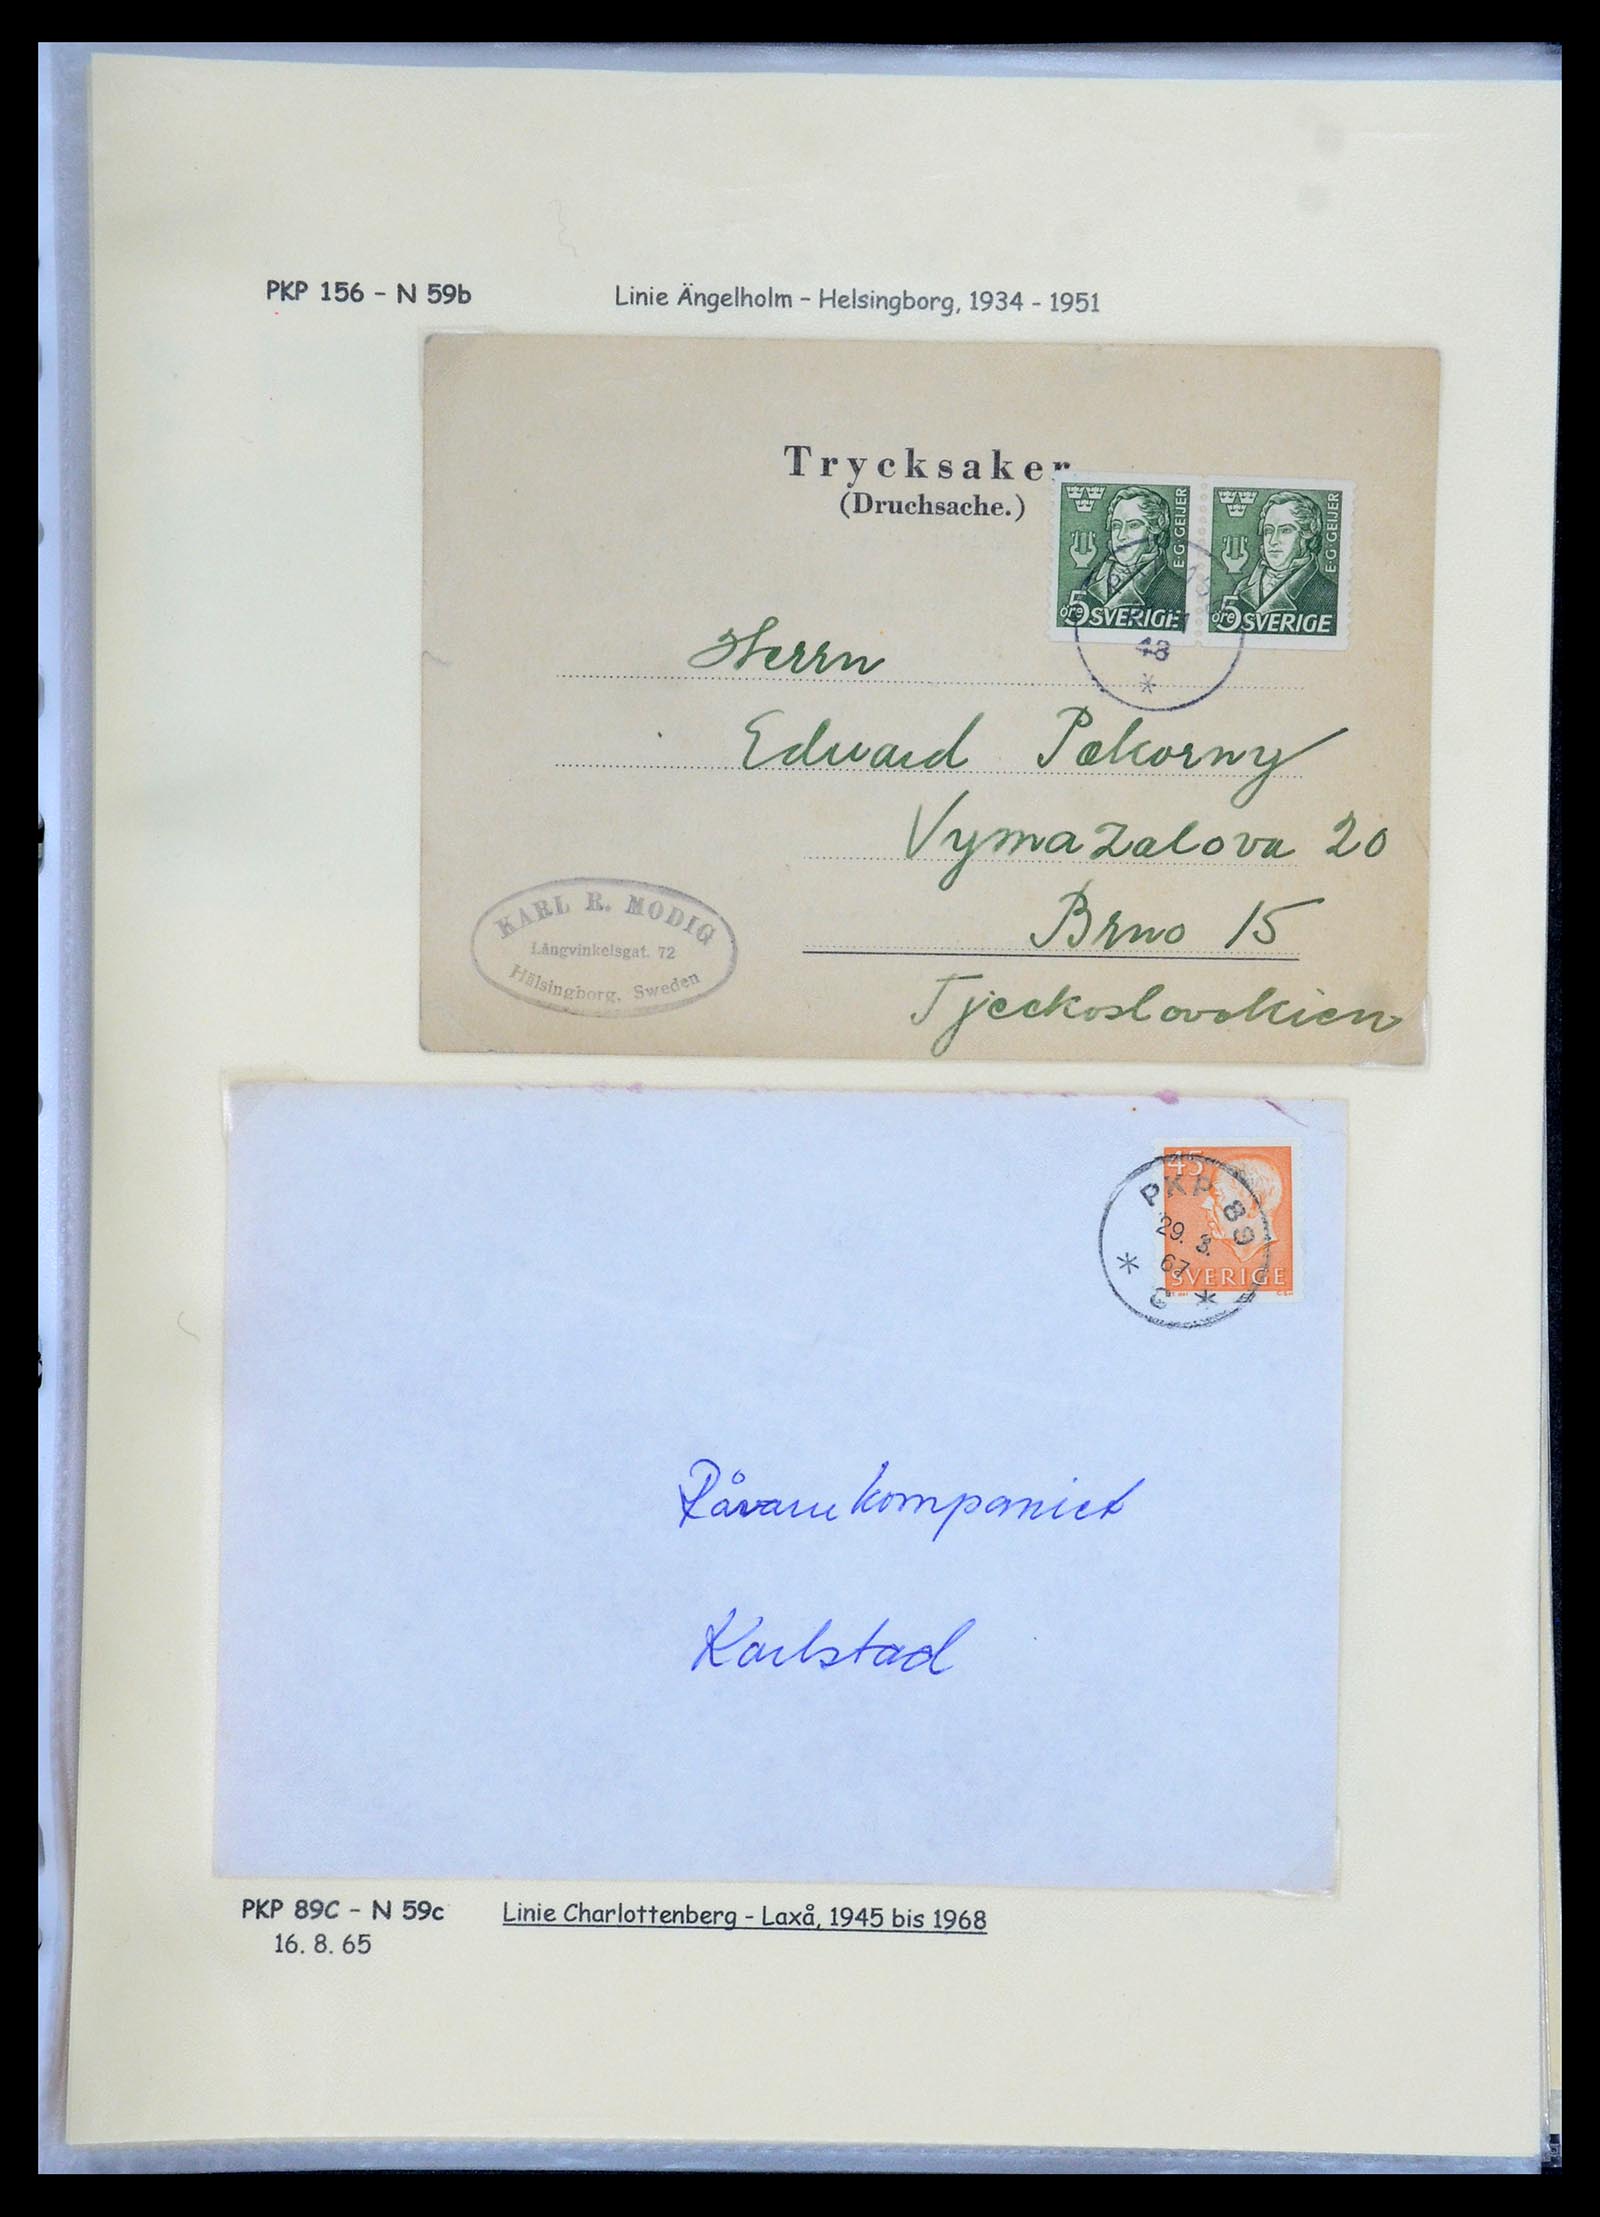 PKP 156 – N 59b
Linie Ängelholm – Helsingborg, 1934 - 1951
Trycksaker
(Druchsache.)
E·G·GEIJER
5 öre SVERIGE
E·G·GEIJER
5 öre SVERIGE
48
*
Herrn
Edward Pokorny
Vymazalova 20
Brno 15
Tjeckoslovakien
KARL R. MODIG
Långvinkelsgat. 72
Hälsingborg, Sweden
45
SVERIGE
PKP 89
29. 3.
67
* C *
Råvarukompaniet
Karlstad
PKP 89C – N 59c
Linie Charlottenberg - Laxå, 1945 bis 1968
16. 8. 65